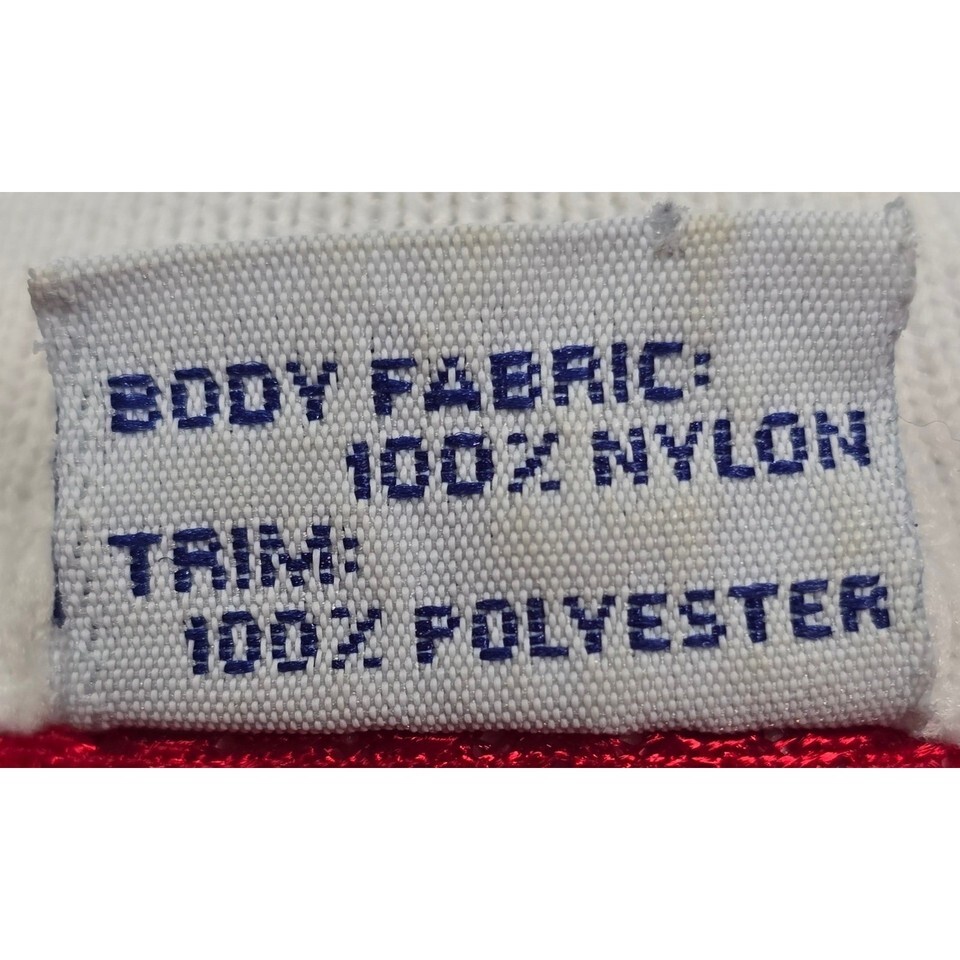 BODY FABRIC:
100% NYLON
TRIM:
100% POLYESTER